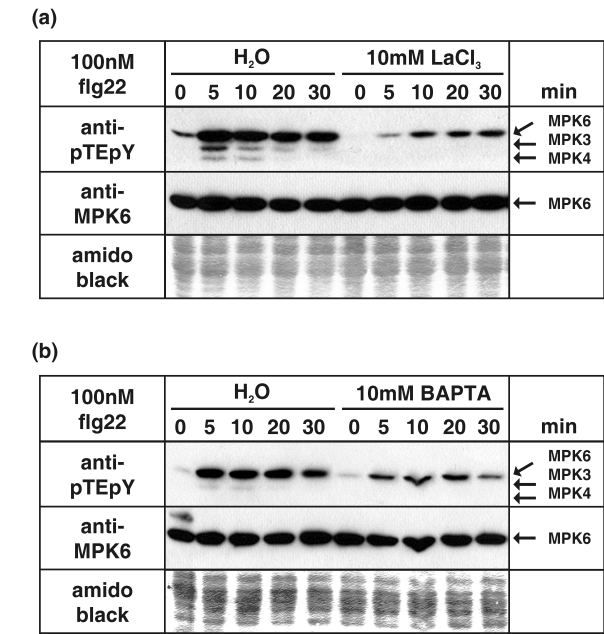 (a)
100nM
flg22
H₂O
10mM LaCl₃
0 5 10 20 30 0 5 10 20 30 min
anti-
pTEpY
MPK6
MPK3
MPK4
anti-
MPK6
MPK6
amido
black
(b)
100nM
flg22
H₂O
10mM BAPTA
0 5 10 20 30 0 5 10 20 30 min
anti-
pTEpY
MPK6
MPK3
MPK4
anti-
MPK6
MPK6
amido
black